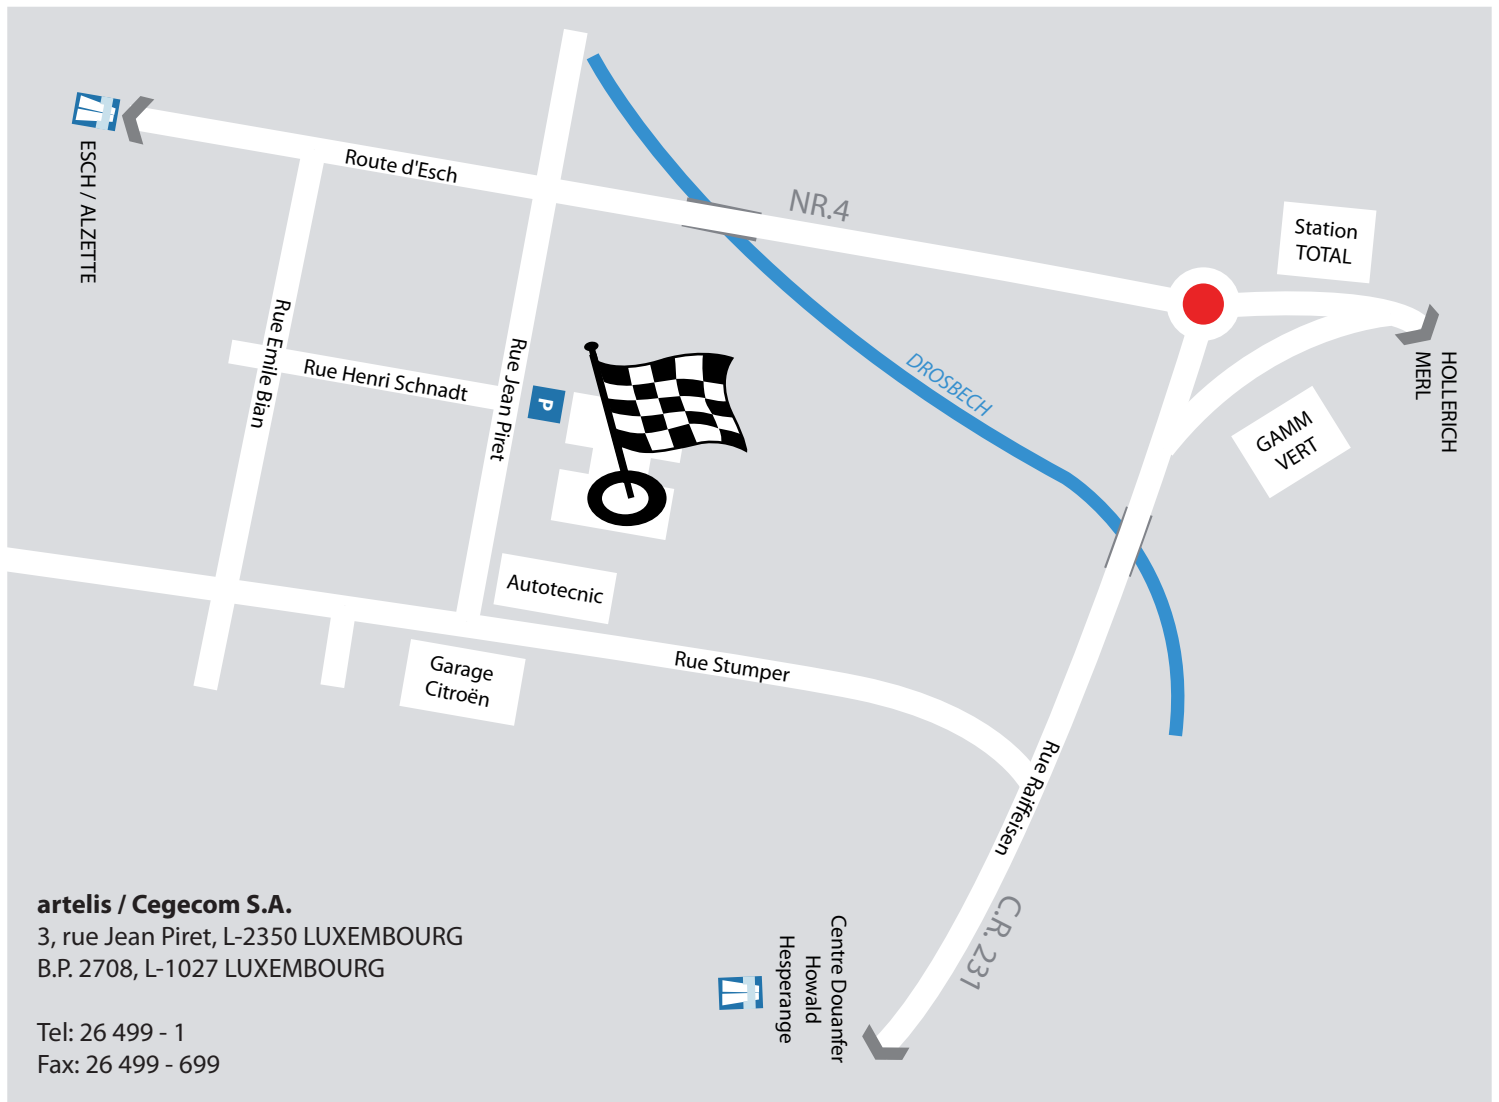 ESCH / ALZETTE
Route d'Esch
NR.4
Station
TOTAL
HOLLERICH
MERL
GAMM
VERT
DROSBECH
Rue Emile Bian
Rue Henri Schnadt
Rue Jean Piret
P
Autotecnic
Garage
Citroën
Rue Stumper
Rue Raiffeisen
C.R. 231
Centre Douanfer
Howald
Hesperange
artelis / Cegecom S.A.
3, rue Jean Piret, L-2350 LUXEMBOURG
B.P. 2708, L-1027 LUXEMBOURG
Tel: 26 499 - 1
Fax: 26 499 - 699